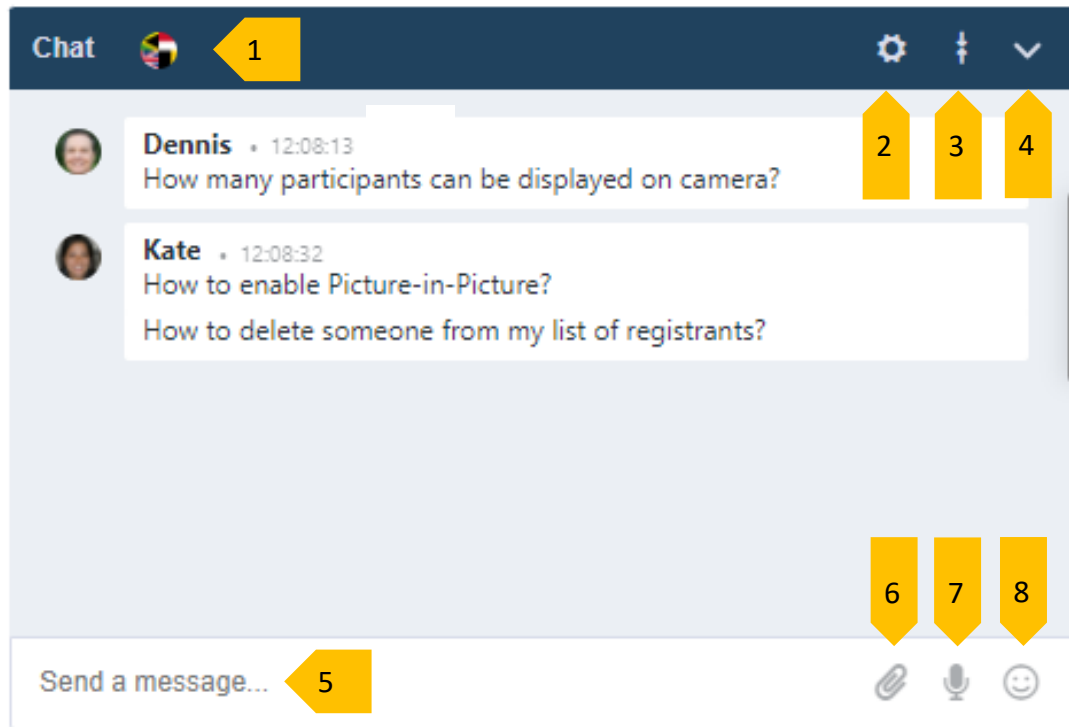 Chat 1
2 3 4
Dennis • 12:08:13
How many participants can be displayed on camera?
Kate • 12:08:32
How to enable Picture-in-Picture?
How to delete someone from my list of registrants?
6 7 8
Send a message... 5